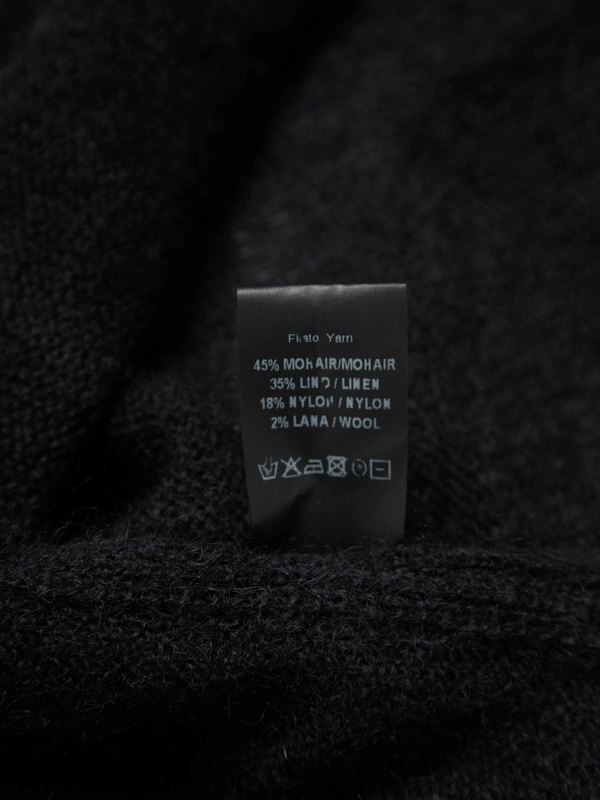 Filato Yarn
45% MOHAIR/MOHAIR
35% LINO / LINEN
18% NYLON / NYLON
2% LANA / WOOL